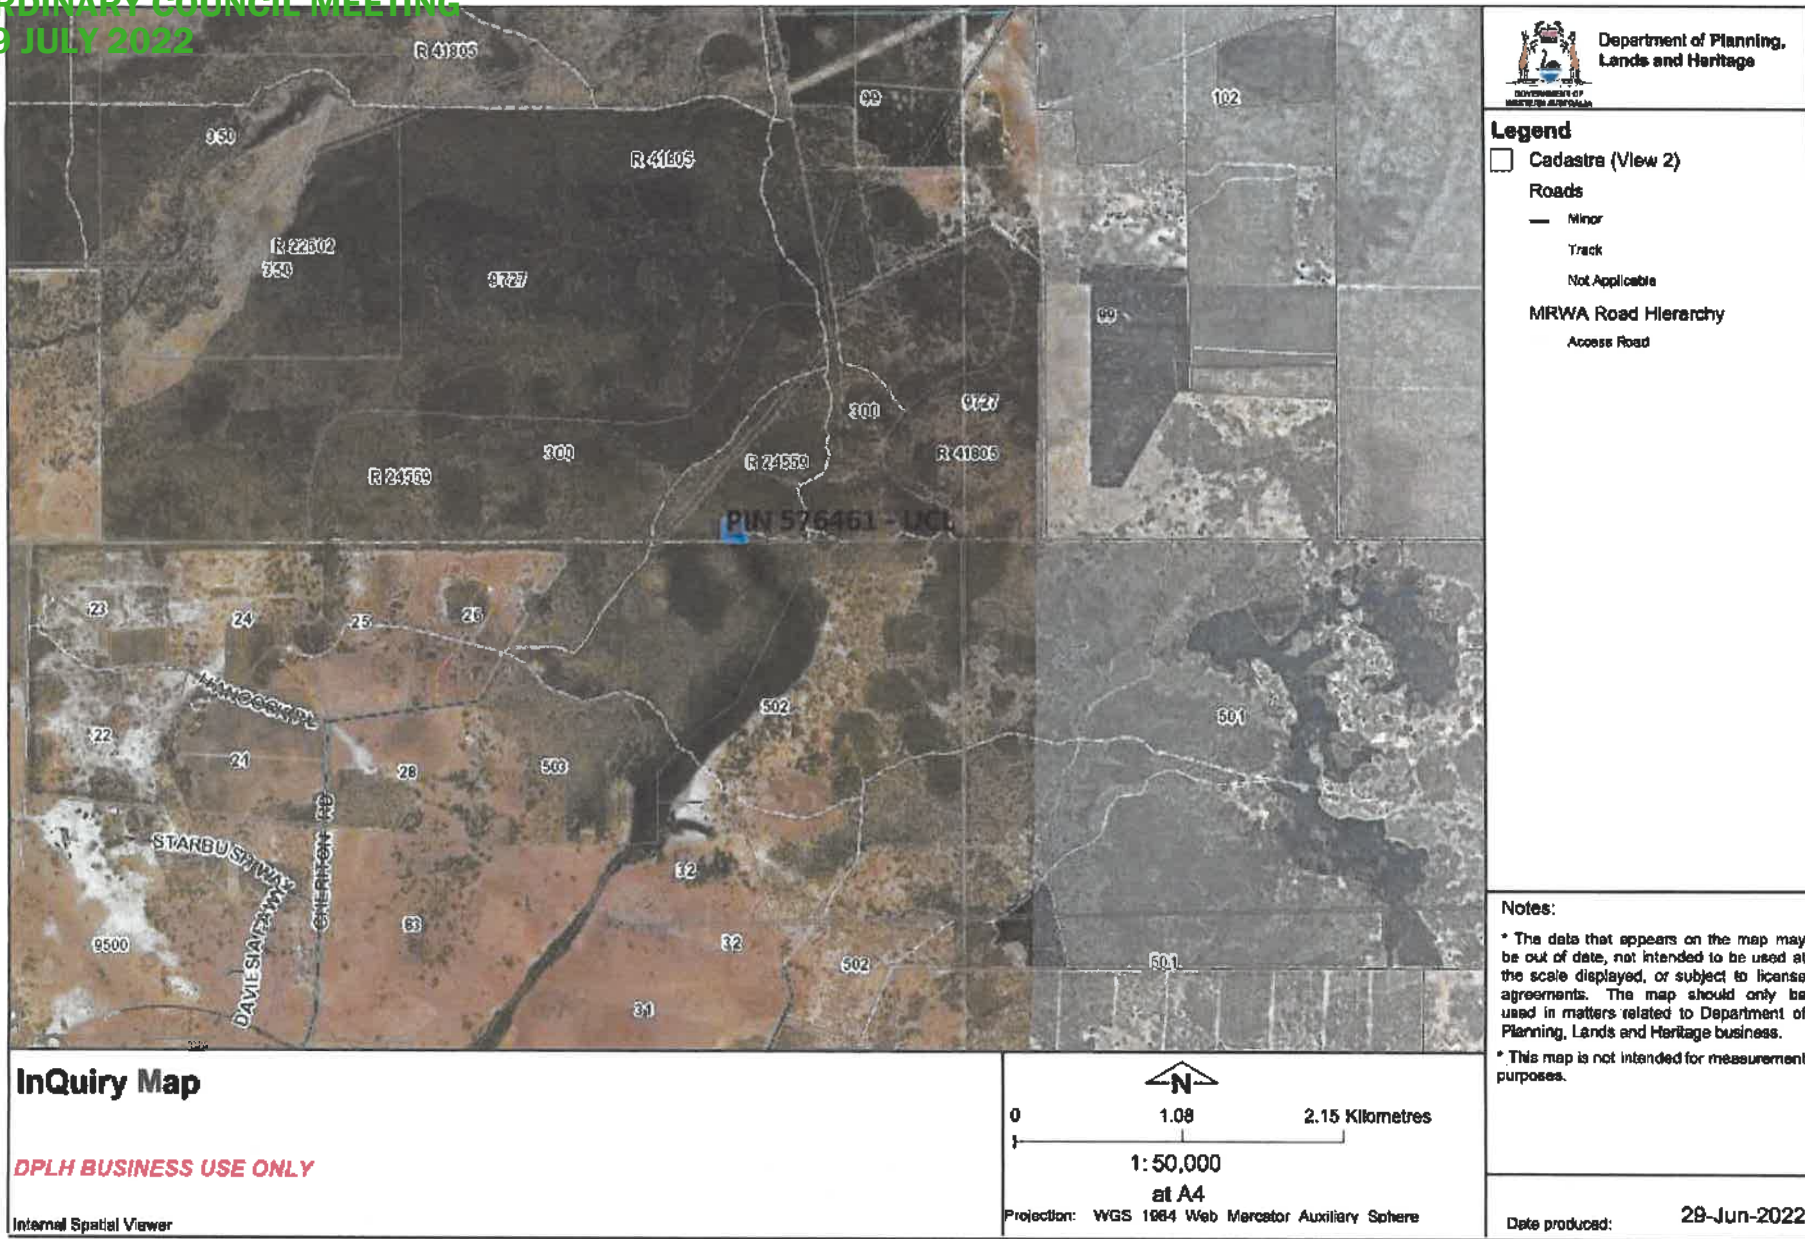 RDINARY COUNCIL MEETING
9 JULY 2022
R 41805
99
102
350
R 41805
R 22602
350
9727
99
300
9727
300
R 24559
R 24559
R 41805
PIN 576461 - UCL
23
24
25
26
HANCOCK PL
22
21
28
503
502
501
STARBUSH WAY
CHERITON RD
DAVIESIA FAWY
9500
63
32
32
502
501
31
Department of Planning,
Lands and Heritage
GOVERNMENT OF
WESTERN AUSTRALIA
Legend
Cadastre (View 2)
Roads
Minor
Track
Not Applicable
MRWA Road Hierarchy
Access Road
Notes:
* The data that appears on the map may
be out of date, not intended to be used at
the scale displayed, or subject to license
agreements. The map should only be
used in matters related to Department of
Planning, Lands and Heritage business.
* This map is not intended for measurement
purposes.
InQuiry Map
DPLH BUSINESS USE ONLY
Internal Spatial Viewer
N
0 1.08 2.15 Kilometres
1: 50,000
at A4
Projection: WGS 1984 Web Mercator Auxiliary Sphere
Date produced: 29-Jun-2022